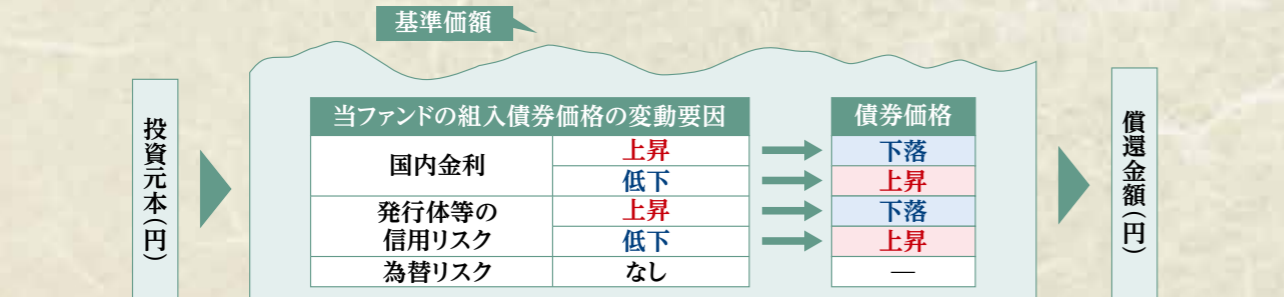 基準価額
投資元本(円)
当ファンドの組入債券価格の変動要因
債券価格
国内金利
上昇
下落
低下
上昇
発行体等の
信用リスク
上昇
下落
低下
上昇
為替リスク
なし
―
償還金額(円)